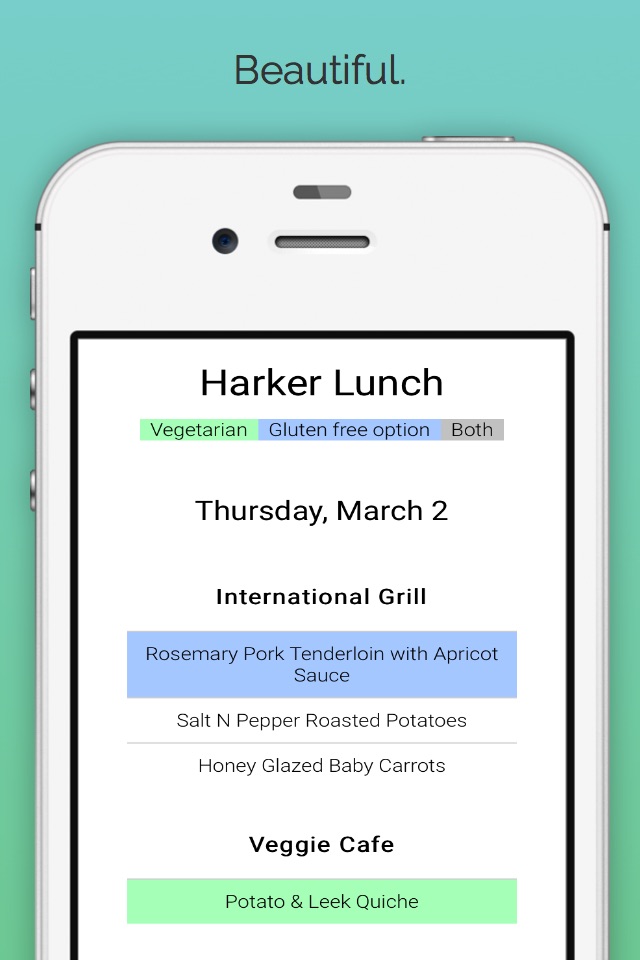 Beautiful.
Harker Lunch
Vegetarian Gluten free option Both
Thursday, March 2
International Grill
Rosemary Pork Tenderloin with Apricot
Sauce
Salt N Pepper Roasted Potatoes
Honey Glazed Baby Carrots
Veggie Cafe
Potato & Leek Quiche